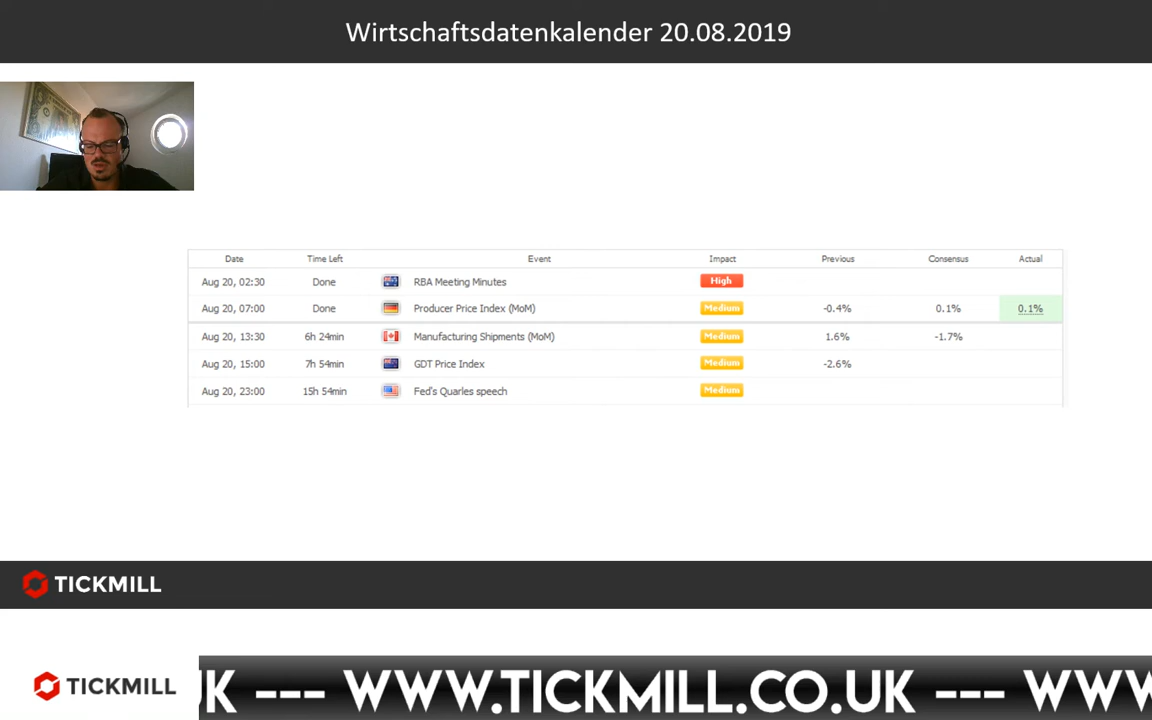 Wirtschaftsdatenkalender 20.08.2019
Date Time Left Event Impact Previous Consensus Actual
Aug 20, 02:30 Done RBA Meeting Minutes High
Aug 20, 07:00 Done Producer Price Index (MoM) Medium -0.4% 0.1% 0.1%
Aug 20, 13:30 6h 24min Manufacturing Shipments (MoM) Medium 1.6% -1.7%
Aug 20, 15:00 7h 54min GDT Price Index Medium -2.6%
Aug 20, 23:00 15h 54min Fed's Quarles speech Medium
TICKMILL
TICKMILL UK --- WWW.TICKMILL.CO.UK --- WWW